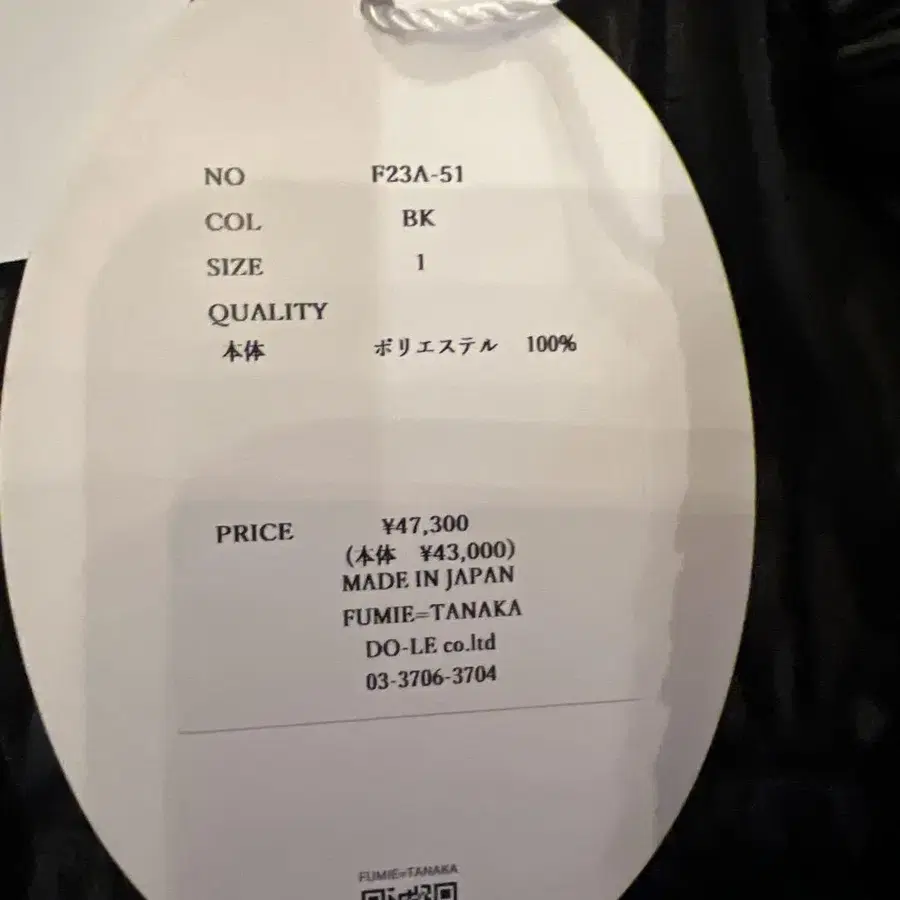 NO F23A-51
COL BK
SIZE 1
QUALITY
本体 ポリエステル 100%
PRICE ¥47,300
(本体 ¥43,000)
MADE IN JAPAN
FUMIE=TANAKA
DO-LE co.ltd
03-3706-3704
FUMIE=TANAKA